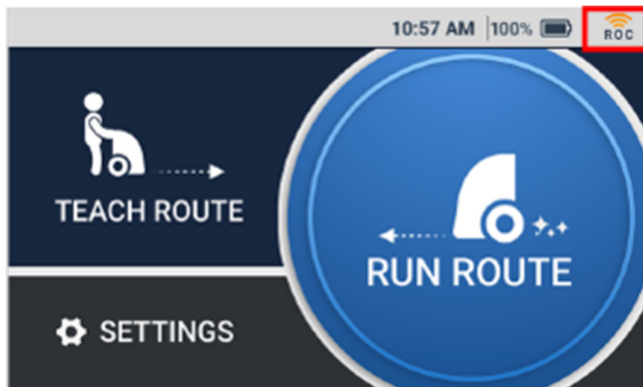 10:57 AM 100%
ROC
TEACH ROUTE
RUN ROUTE
SETTINGS